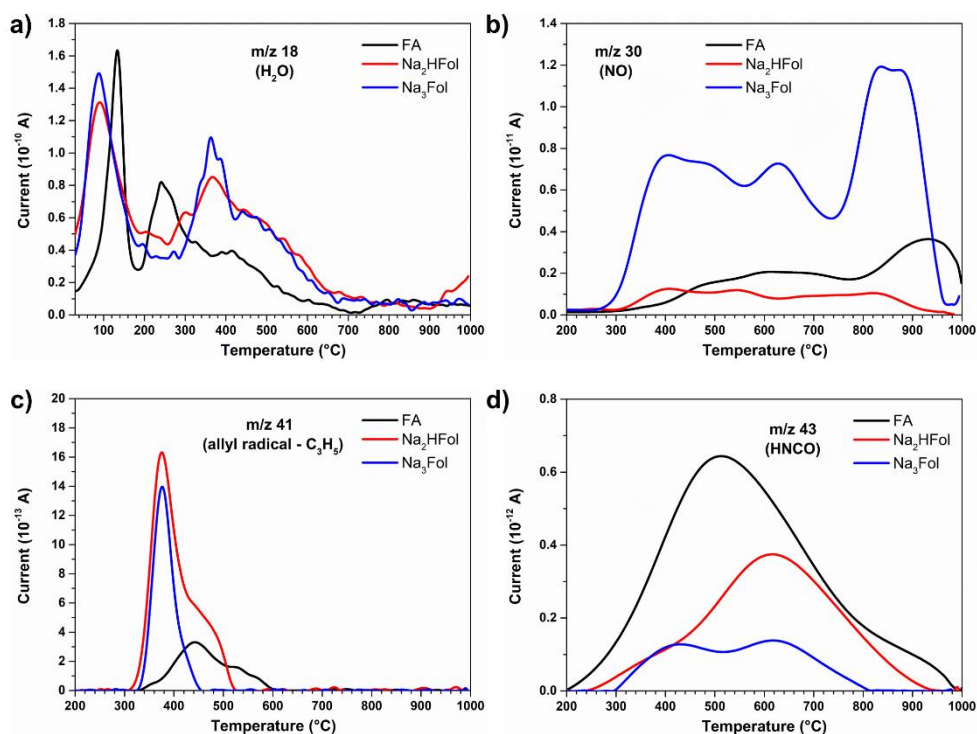 a)
m/z 18
(H₂O)
FA
Na₂HFol
Na₃Fol
Current (10⁻¹⁰ A)
1.8
1.6
1.4
1.2
1.0
0.8
0.6
0.4
0.2
0.0
100 200 300 400 500 600 700 800 900 1000
Temperature (°C)
b)
m/z 30
(NO)
FA
Na₂HFol
Na₃Fol
Current (10⁻¹¹ A)
1.4
1.2
1.0
0.8
0.6
0.4
0.2
0.0
200 300 400 500 600 700 800 900 1000
Temperature (°C)
c)
m/z 41
(allyl radical - C₃H₅)
FA
Na₂HFol
Na₃Fol
Current (10⁻¹³ A)
20
18
16
14
12
10
8
6
4
2
0
200 300 400 500 600 700 800 900 1000
Temperature (°C)
d)
m/z 43
(HNCO)
FA
Na₂HFol
Na₃Fol
Current (10⁻¹² A)
0.8
0.6
0.4
0.2
0.0
200 300 400 500 600 700 800 900 1000
Temperature (°C)